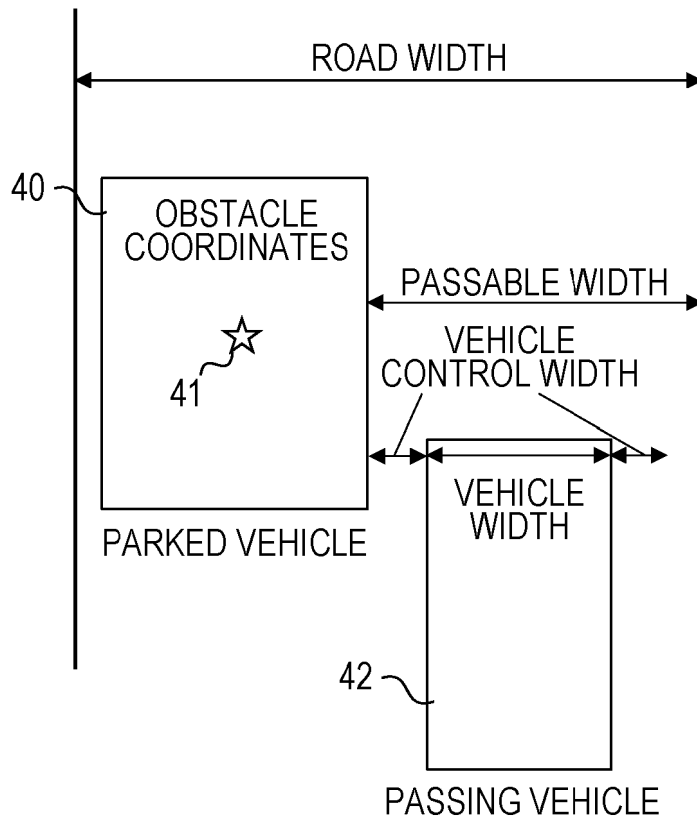 ROAD WIDTH
40
OBSTACLE
COORDINATES
PASSABLE WIDTH
41
VEHICLE
CONTROL WIDTH
VEHICLE
WIDTH
PARKED VEHICLE
42
PASSING VEHICLE